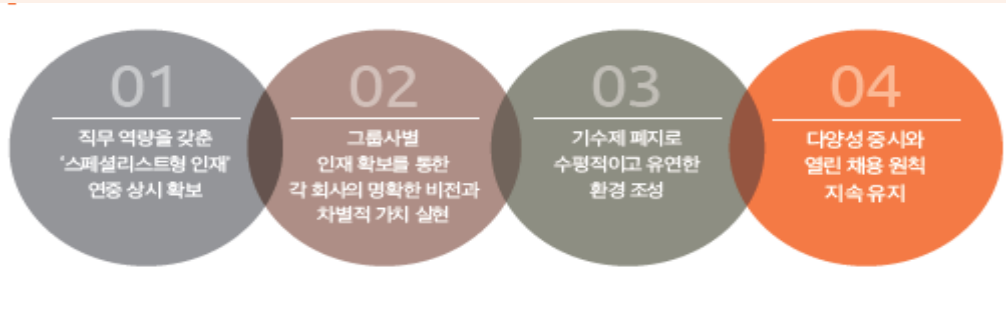 01
직무 역량을 갖춘
‘스페셜리스트형 인재’
연중 상시 확보
02
그룹사별
인재 확보를 통한
각 회사의 명확한 비전과
차별적 가치 실현
03
기수제 폐지로
수평적이고 유연한
환경 조성
04
다양성 중시와
열린 채용 원칙
지속 유지